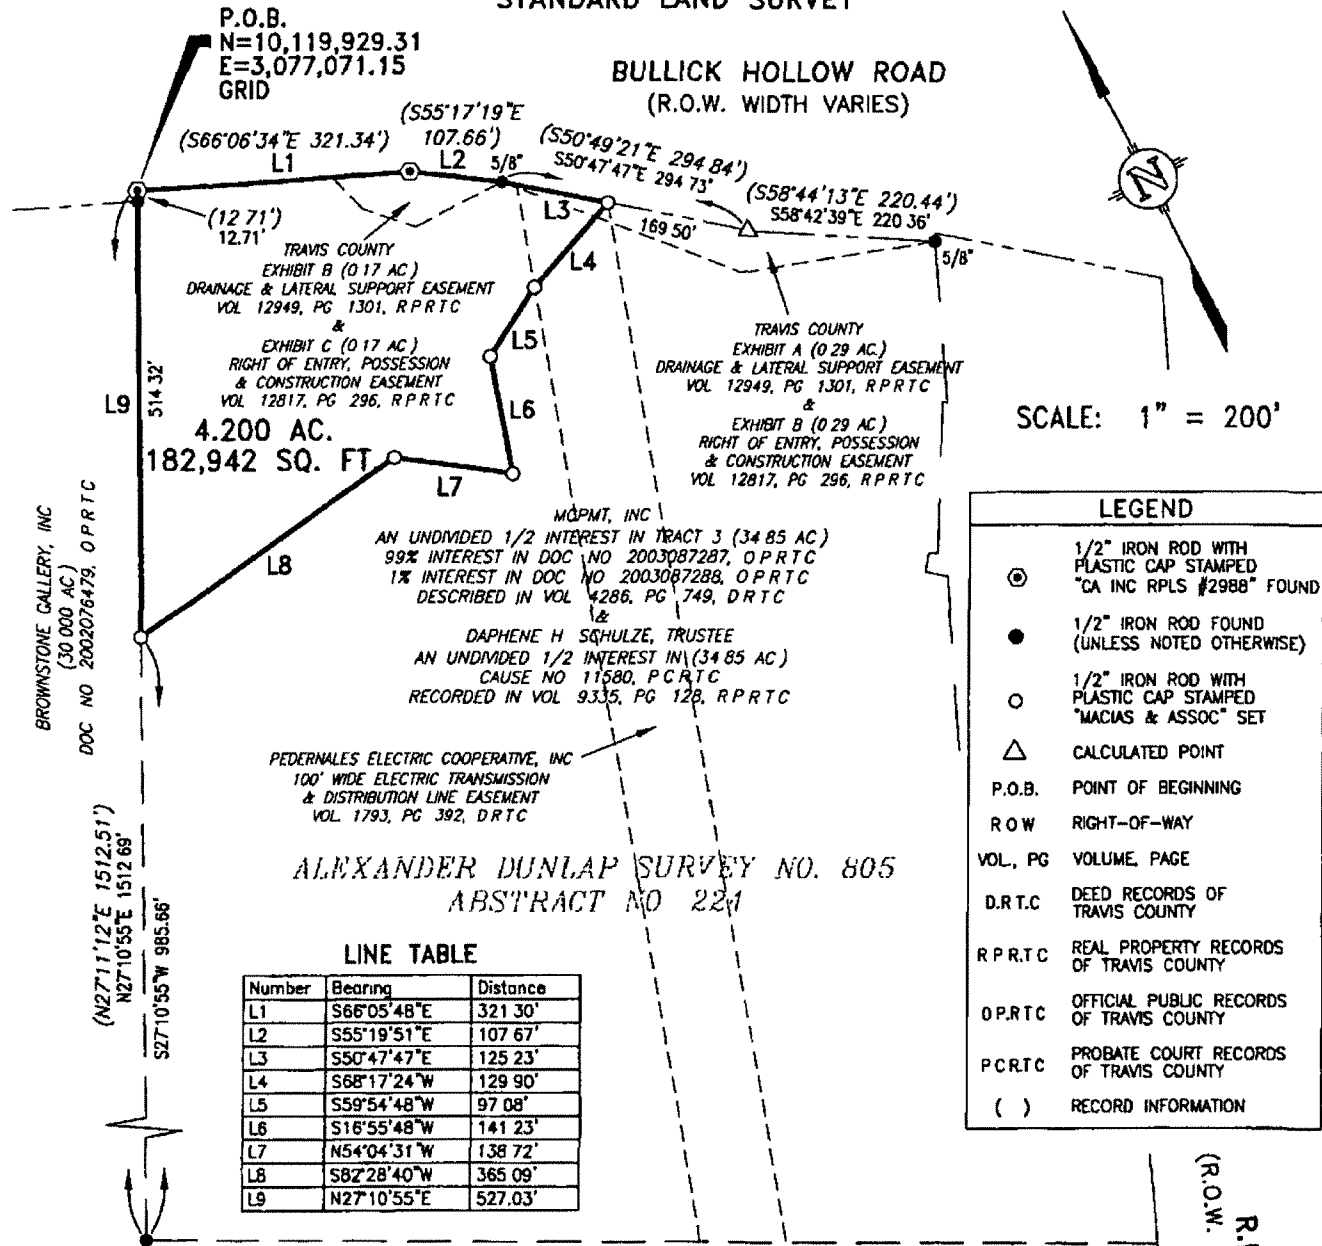 STANDARD LAND SURVEY
P.O.B.
N=10,119,929.31
E=3,077,071.15
GRID
BULLICK HOLLOW ROAD
(R.O.W. WIDTH VARIES)
(S66°06'34"E 321.34')
L1
(S55°17'19"E
107.66')
L2
5/8"
(S50°49'21"E 294.84')
S50°47'47"E 294 73'
(S58°44'13"E 220.44')
S58°42'39"E 220 36'
L3
169 50'
5/8"
N
(12 71')
12.71'
L4
L5
L6
L7
L8
L9
514 32'
TRAVIS COUNTY
EXHIBIT B (0 17 AC)
DRAINAGE & LATERAL SUPPORT EASEMENT
VOL 12949, PG 1301, R P R T C
&
EXHIBIT C (0 17 AC)
RIGHT OF ENTRY, POSSESSION
& CONSTRUCTION EASEMENT
VOL 12817, PG 296, R P R T C
4.200 AC.
182,942 SQ. FT
TRAVIS COUNTY
EXHIBIT A (0 29 AC.)
DRAINAGE & LATERAL SUPPORT EASEMENT
VOL 12949, PG 1301, R P R T C
&
EXHIBIT B (0 29 AC)
RIGHT OF ENTRY, POSSESSION
& CONSTRUCTION EASEMENT
VOL 12817, PG 296, R P R T C
SCALE: 1" = 200'
BROWNSTONE GALLERY, INC
(30 000 AC)
DOC NO 2002076479, O P R T C
MOPMT, INC
AN UNDIVIDED 1/2 INTEREST IN TRACT 3 (34 85 AC)
99% INTEREST IN DOC NO 2003087287, O P R T C
1% INTEREST IN DOC NO 2003087288, O P R T C
DESCRIBED IN VOL 4286, PG 749, D R T C
&
DAPHENE H SCHULZE, TRUSTEE
AN UNDIVIDED 1/2 INTEREST IN (34 85 AC)
CAUSE NO 11580, P C R T C
RECORDED IN VOL 9335, PG 128, R P R T C
PEDERNALES ELECTRIC COOPERATIVE, INC
100' WIDE ELECTRIC TRANSMISSION
& DISTRIBUTION LINE EASEMENT
VOL 1793, PG 392, D R T C
(N27°11'12"E 1512.51')
N27°10'55"E 1512 69'
S27°10'55"W 985.66'
ALEXANDER DUNLAP SURVEY NO. 805
ABSTRACT NO 224
LINE TABLE
Number Bearing Distance
L1 S66°05'48"E 321 30'
L2 S55°19'51"E 107 67'
L3 S50°47'47"E 125 23'
L4 S68°17'24"W 129 90'
L5 S59°54'48"W 97 08'
L6 S16°55'48"W 141 23'
L7 N54°04'31"W 138 72'
L8 S82°28'40"W 365 09'
L9 N27°10'55"E 527.03'
LEGEND
1/2" IRON ROD WITH
PLASTIC CAP STAMPED
"CA INC RPLS #2988" FOUND
1/2" IRON ROD FOUND
(UNLESS NOTED OTHERWISE)
1/2" IRON ROD WITH
PLASTIC CAP STAMPED
"MACIAS & ASSOC" SET
CALCULATED POINT
P.O.B. POINT OF BEGINNING
R O W RIGHT-OF-WAY
VOL, PG VOLUME, PAGE
D.R T.C DEED RECORDS OF
TRAVIS COUNTY
R P R.T C REAL PROPERTY RECORDS
OF TRAVIS COUNTY
O P.R T C OFFICIAL PUBLIC RECORDS
OF TRAVIS COUNTY
P C R.T C PROBATE COURT RECORDS
OF TRAVIS COUNTY
( ) RECORD INFORMATION
(R.O.W.